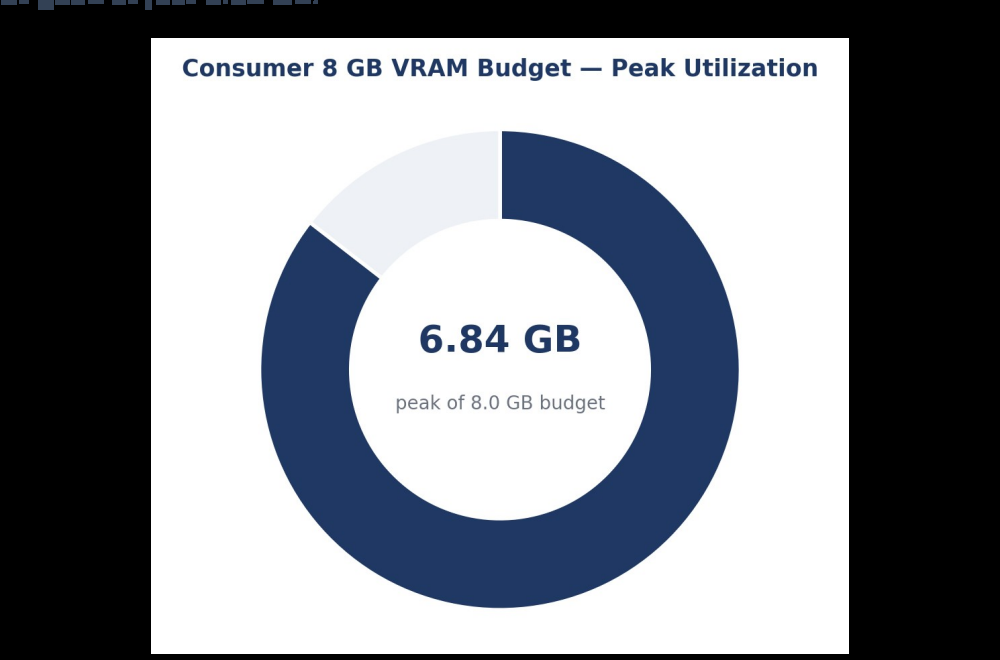 Consumer 8 GB VRAM Budget — Peak Utilization
6.84 GB
peak of 8.0 GB budget